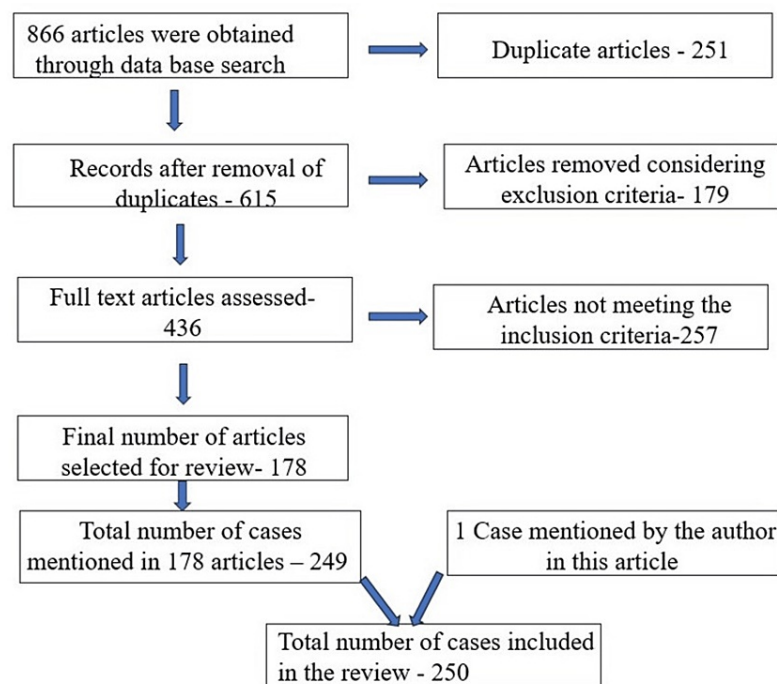 866 articles were obtained
through data base search
Duplicate articles - 251
Records after removal of
duplicates - 615
Articles removed considering
exclusion criteria- 179
Full text articles assessed-
436
Articles not meeting the
inclusion criteria-257
Final number of articles
selected for review- 178
Total number of cases
mentioned in 178 articles – 249
1 Case mentioned by the author
in this article
Total number of cases included
in the review - 250